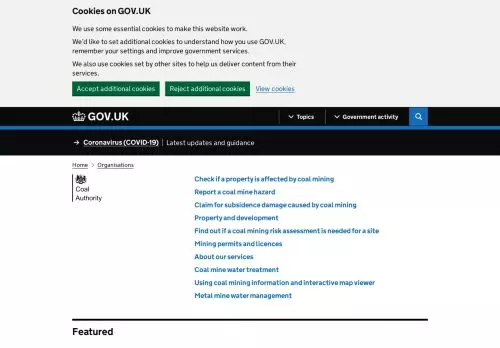 Cookies on GOV.UK
We use some essential cookies to make this website work.
We'd like to set additional cookies to understand how you use GOV.UK,
remember your settings and improve government services.
We also use cookies set by other sites to help us deliver content from their
services.
Accept additional cookies
Reject additional cookies
View cookies
GOV.UK
Topics
Government activity
→ Coronavirus (COVID-19) | Latest updates and guidance
Home > Organisations
Coal
Authority
Check if a property is affected by coal mining
Report a coal mine hazard
Claim for subsidence damage caused by coal mining
Property and development
Find out if a coal mining risk assessment is needed for a site
Mining permits and licences
About our services
Coal mine water treatment
Using coal mining information and interactive map viewer
Metal mine water management
Featured